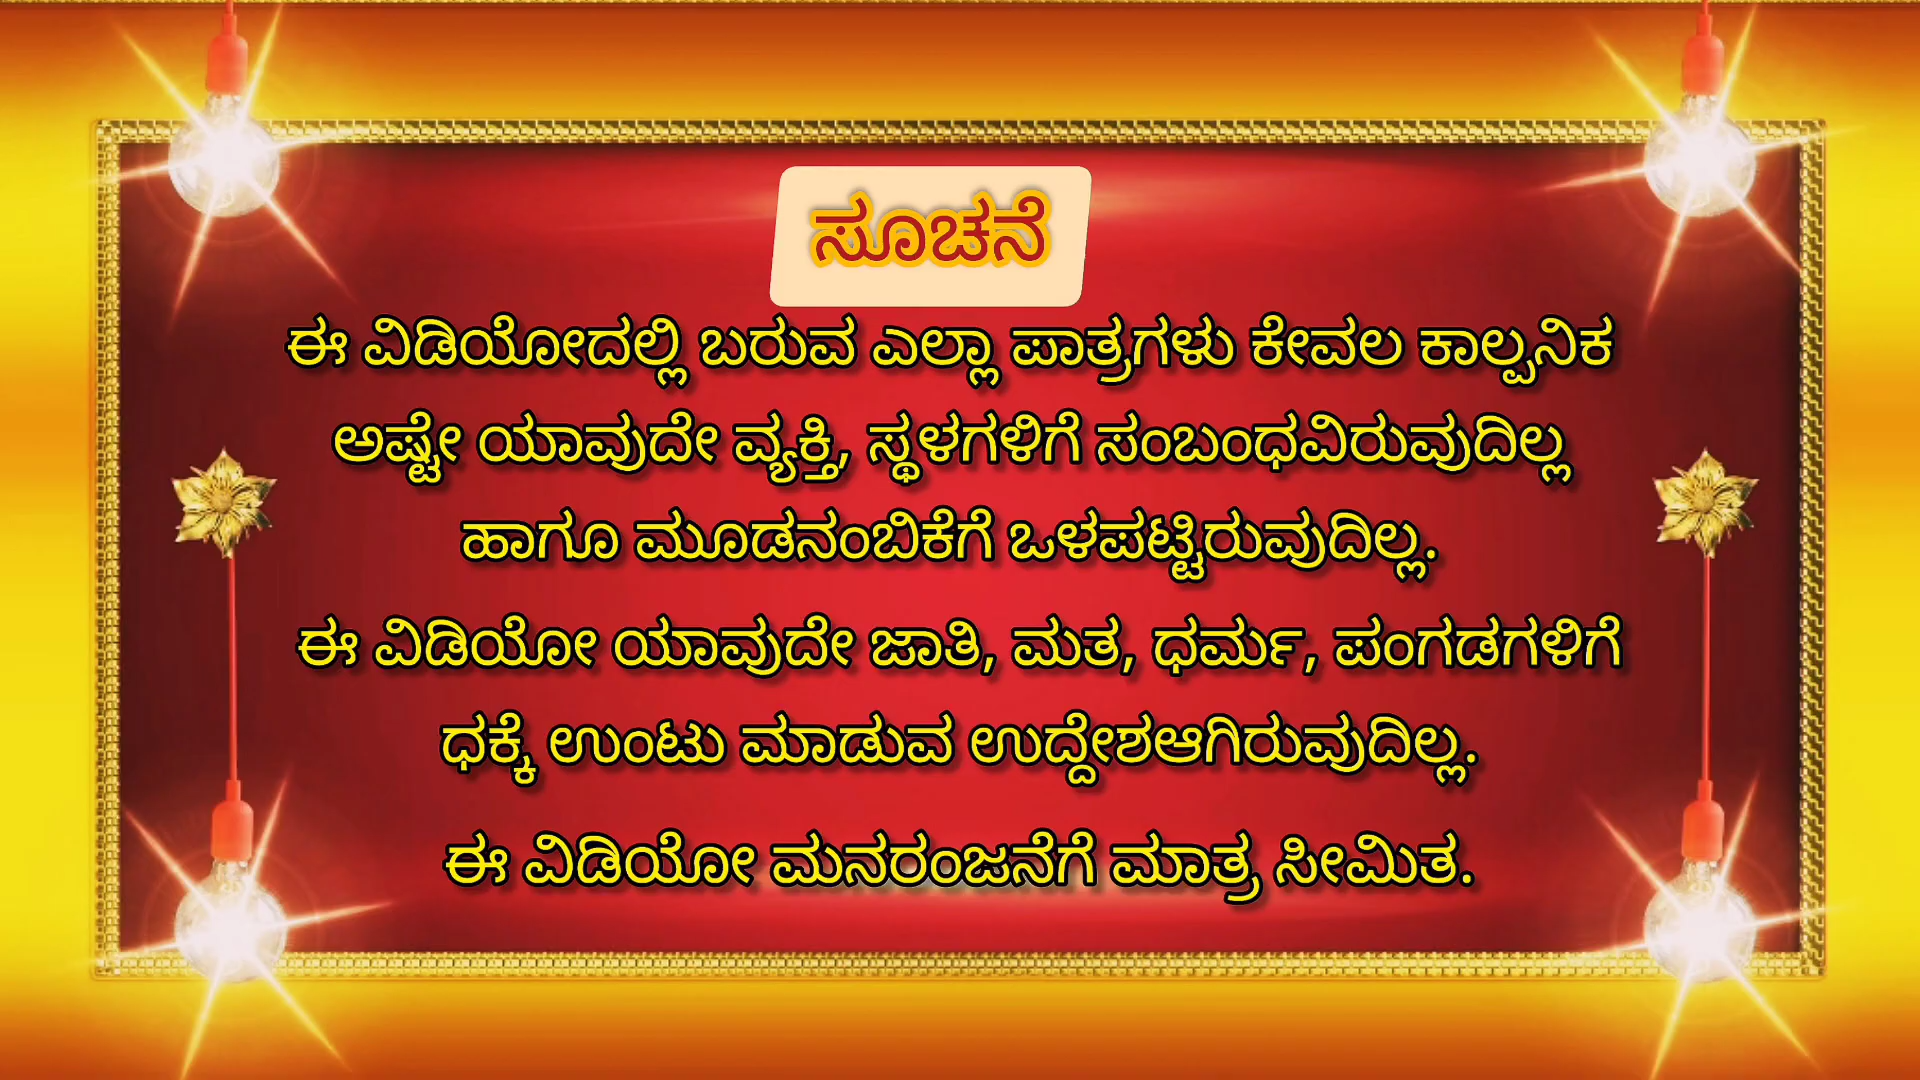 ಸೂಚನೆ
ಈ ವಿಡಿಯೋದಲ್ಲಿ ಬರುವ ಎಲ್ಲಾ ಪಾತ್ರಗಳು ಕೇವಲ ಕಾಲ್ಪನಿಕ
ಅಷ್ಟೇ ಯಾವುದೇ ವ್ಯಕ್ತಿ, ಸ್ಥಳಗಳಿಗೆ ಸಂಬಂಧವಿರುವುದಿಲ್ಲ
ಹಾಗೂ ಮೂಡನಂಬಿಕೆಗೆ ಒಳಪಟ್ಟಿರುವುದಿಲ್ಲ.
ಈ ವಿಡಿಯೋ ಯಾವುದೇ ಜಾತಿ, ಮತ, ಧರ್ಮ, ಪಂಗಡಗಳಿಗೆ
ಧಕ್ಕೆ ಉಂಟು ಮಾಡುವ ಉದ್ದೇಶಆಗಿರುವುದಿಲ್ಲ.
ಈ ವಿಡಿಯೋ ಮನರಂಜನೆಗೆ ಮಾತ್ರ ಸೀಮಿತ.